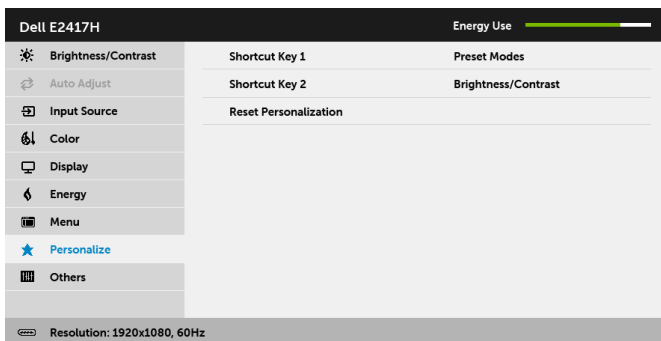 Dell E2417H
Energy Use
Brightness/Contrast
Shortcut Key 1
Preset Modes
Auto Adjust
Shortcut Key 2
Brightness/Contrast
Input Source
Reset Personalization
Color
Display
Energy
Menu
Personalize
Others
Resolution: 1920x1080, 60Hz